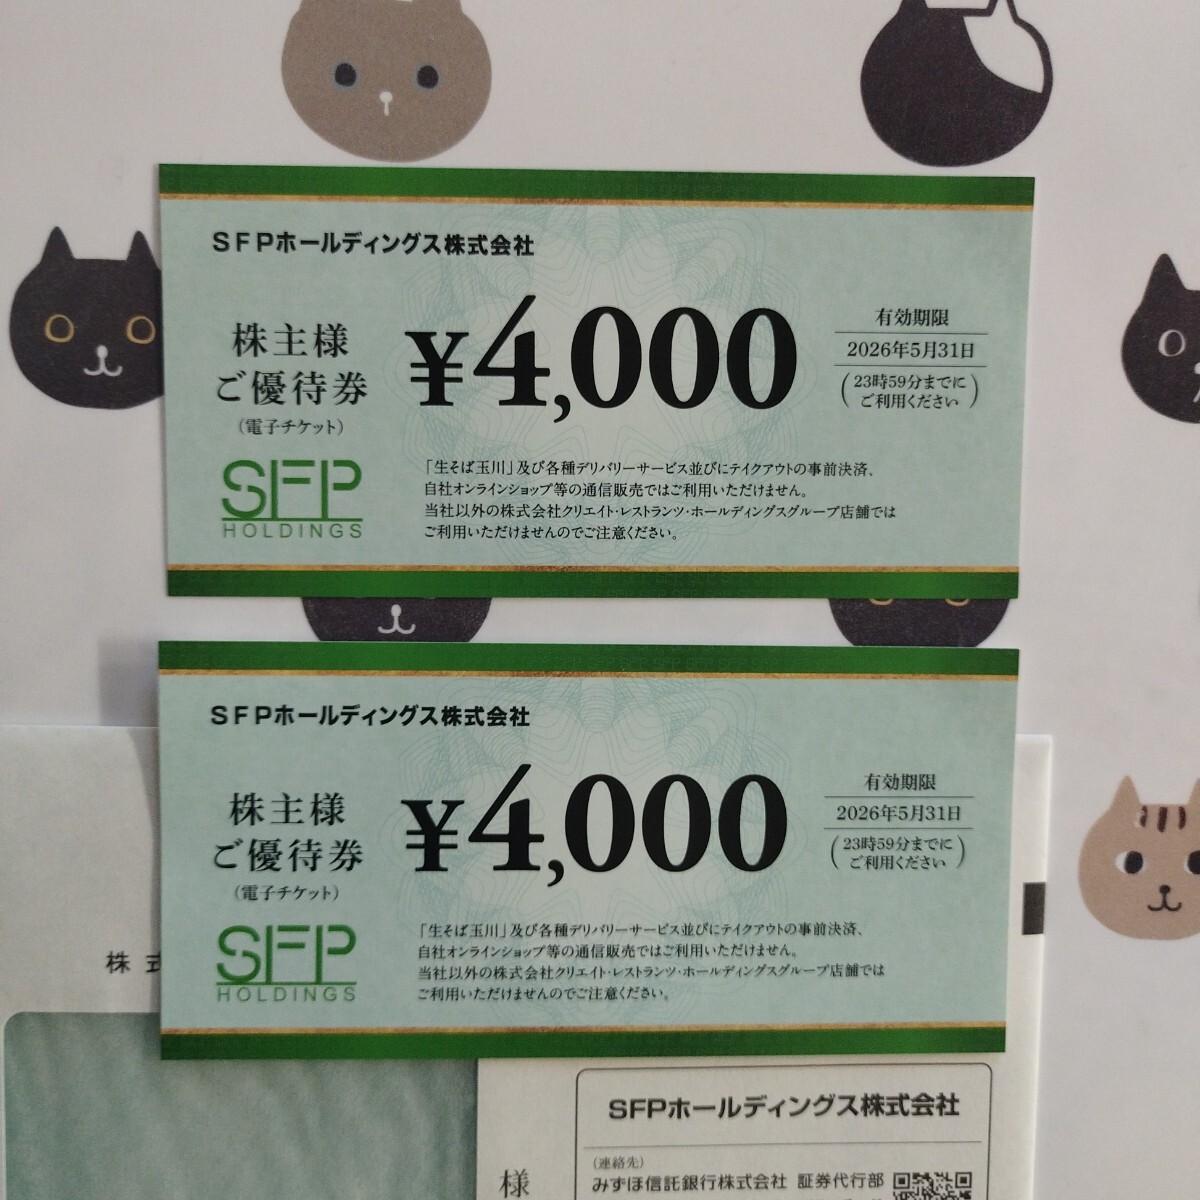 SFPホールディングス株式会社
株主様
ご優待券
(電子チケット)
¥4,000
有効期限
2026年5月31日
(23時59分までに
ご利用ください)
SFP
HOLDINGS
「生そば玉川」及び各種デリバリーサービス並びにテイクアウトの事前決済、
自社オンラインショップ等の通信販売ではご利用いただけません。
当社以外の株式会社クリエイト・レストランツ・ホールディングスグループ店舗では
ご利用いただけませんのでご注意ください。
SFPホールディングス株式会社
株主様
ご優待券
(電子チケット)
¥4,000
有効期限
2026年5月31日
(23時59分までに
ご利用ください)
SFP
HOLDINGS
「生そば玉川」及び各種デリバリーサービス並びにテイクアウトの事前決済、
自社オンラインショップ等の通信販売ではご利用いただけません。
当社以外の株式会社クリエイト・レストランツ・ホールディングスグループ店舗では
ご利用いただけませんのでご注意ください。
株式
様
SFPホールディングス株式会社
(連絡先)
みずほ信託銀行株式会社 証券代行部